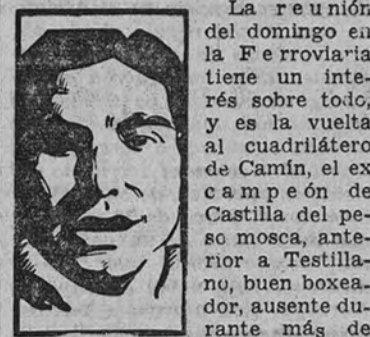 La reunión
del domingo en
la Ferroviaria
tiene un inte-
rés sobre todo,
y es la vuelta
al cuadrilátero
de Camín, el ex
campeón de
Castilla del pe-
so mosca, ante-
rior a Testilla-
no, buen boxea-
dor, ausente du-
rante más de